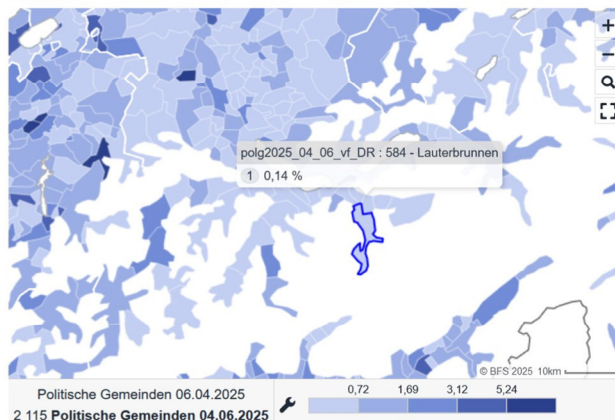 polg2025_04_06_vf_DR : 584 - Lauterbrunnen
1 0,14 %
© BFS 2025 10km
Politische Gemeinden 06.04.2025
2 115 Politische Gemeinden 04.06.2025
0,72 1,69 3,12 5,24